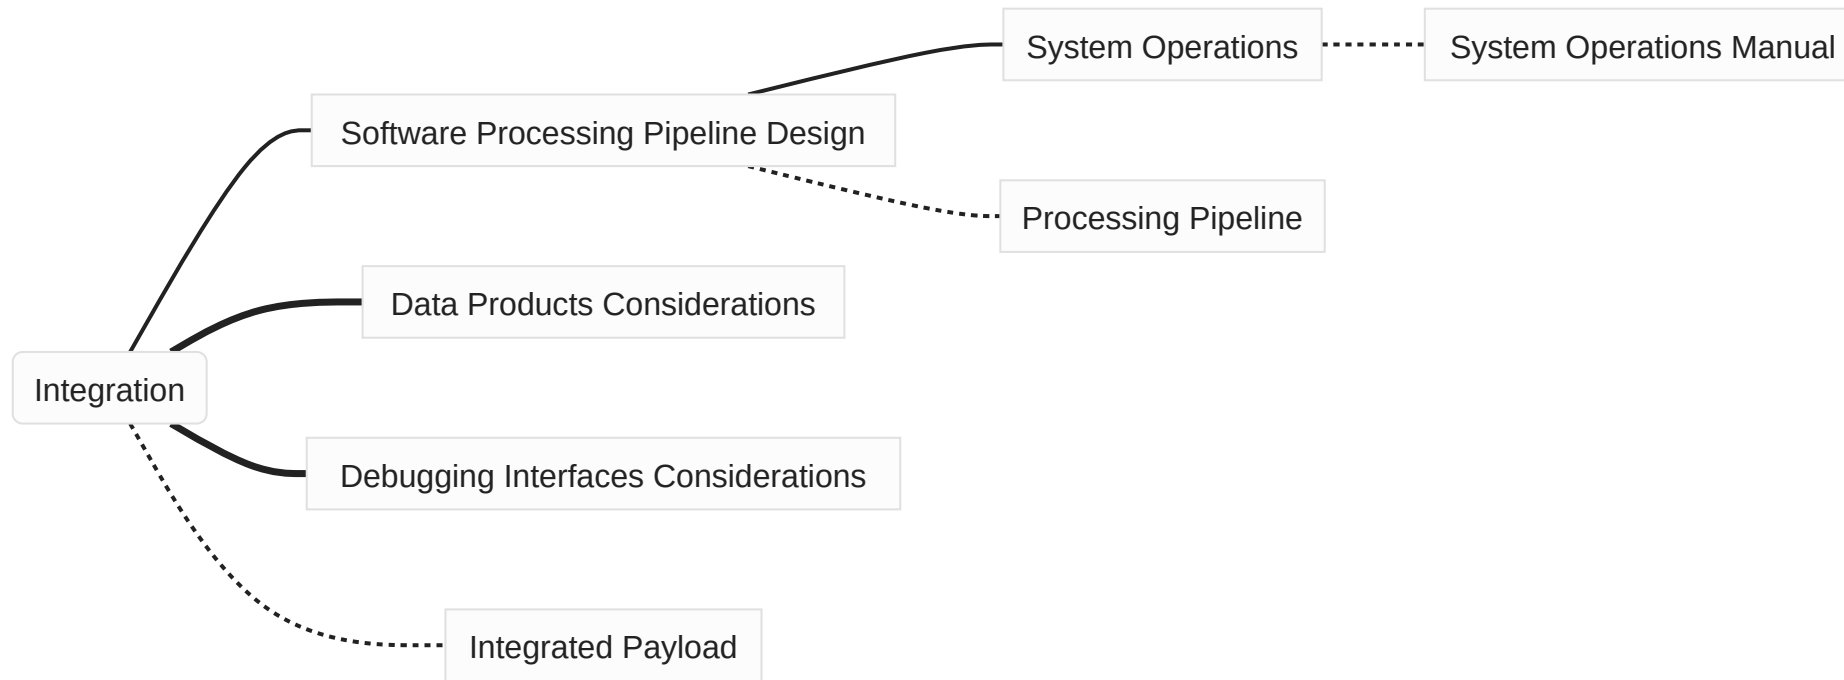 System Operations
System Operations Manual
Software Processing Pipeline Design
Processing Pipeline
Data Products Considerations
Integration
Debugging Interfaces Considerations
Integrated Payload